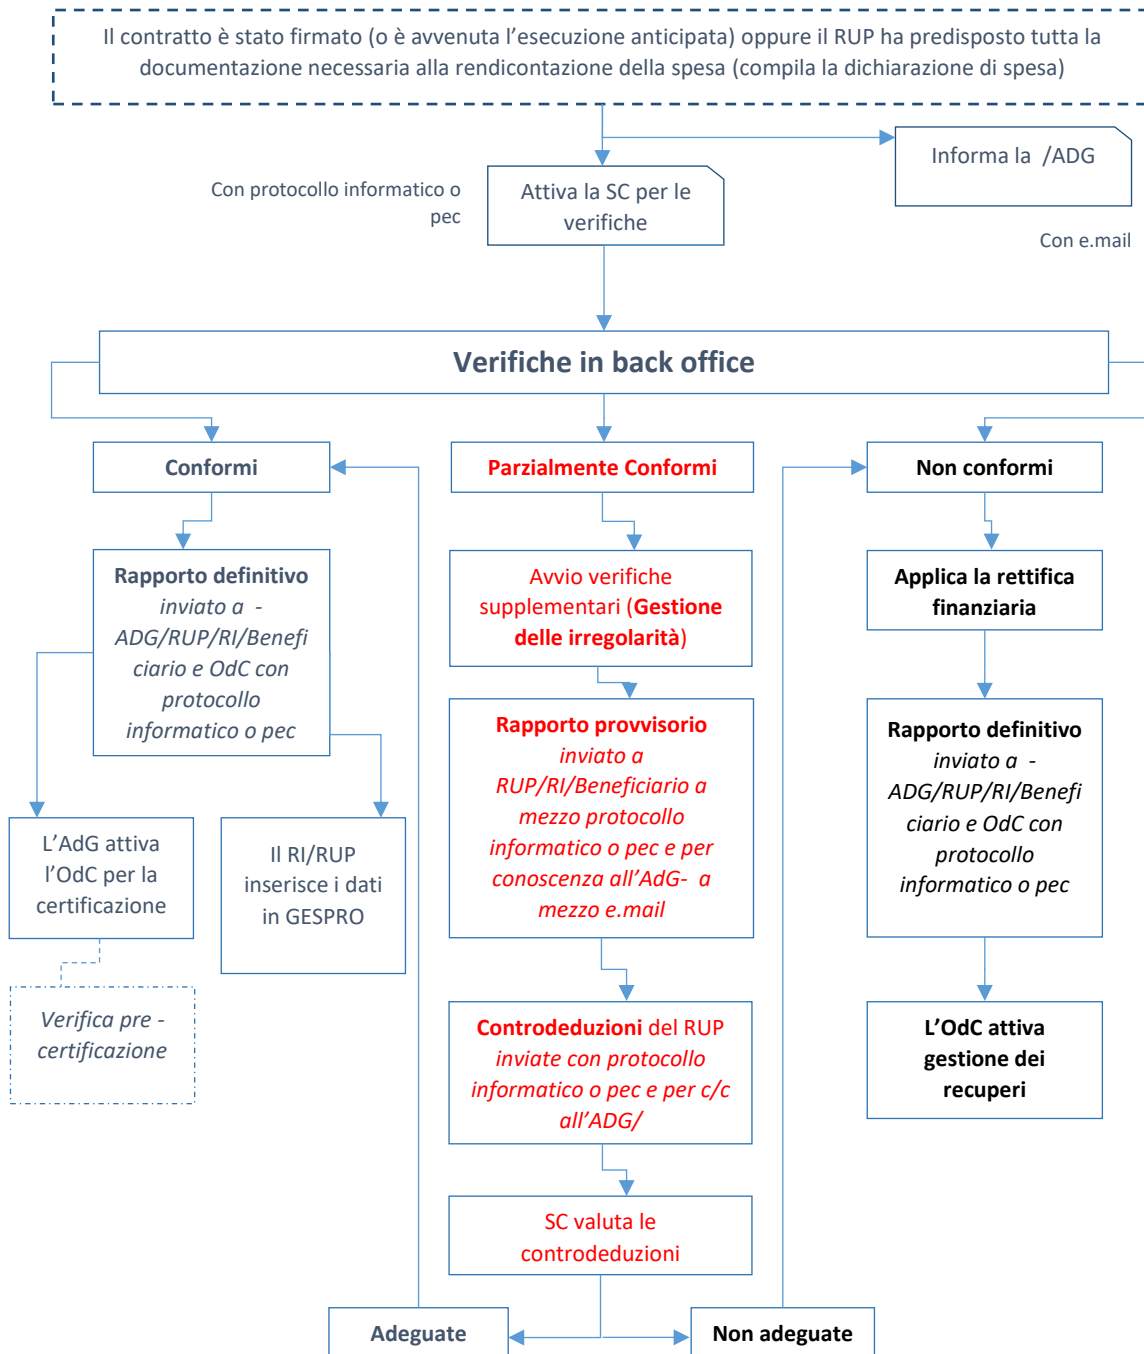 Il contratto è stato firmato (o è avvenuta l'esecuzione anticipata) oppure il RUP ha predisposto tutta la
documentazione necessaria alla rendicontazione della spesa (compila la dichiarazione di spesa)
Informa la /ADG
Con protocollo informatico o
pec
Attiva la SC per le
verifiche
Con e.mail
Verifiche in back office
Conformi
Parzialmente Conformi
Non conformi
Rapporto definitivo
inviato a -
ADG/RUP/RI/Benefi
ciario e OdC con
protocollo
informatico o pec
Avvio verifiche
supplementari (Gestione
delle irregolarità)
Applica la rettifica
finanziaria
Rapporto provvisorio
inviato a
RUP/RI/Beneficiario a
mezzo protocollo
informatico o pec e per
conoscenza all'AdG- a
mezzo e.mail
Rapporto definitivo
inviato a -
ADG/RUP/RI/Benefi
ciario e OdC con
protocollo
informatico o pec
L'AdG attiva
l'OdC per la
certificazione
Il RI/RUP
inserisce i dati
in GESPRO
Verifica pre -
certificazione
Controdeduzioni del RUP
inviate con protocollo
informatico o pec e per c/c
all'ADG/
L'OdC attiva
gestione dei
recuperi
SC valuta le
controdeduzioni
Adeguate
Non adeguate